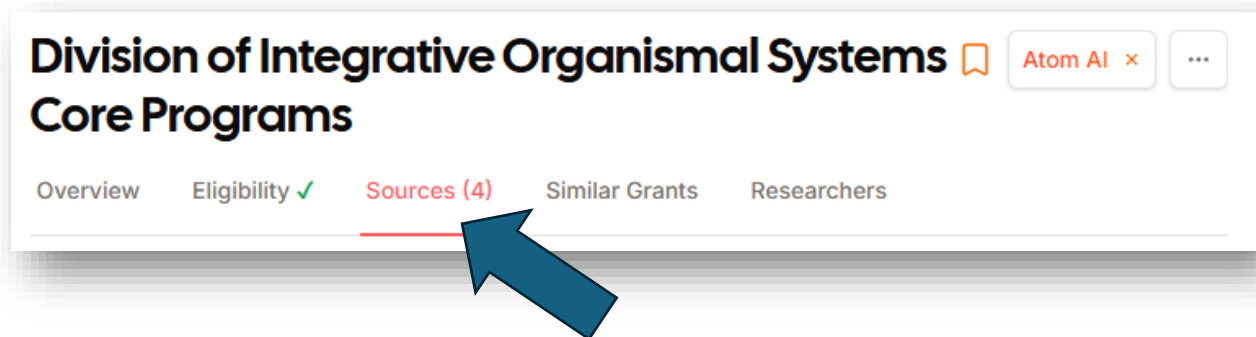 Division of Integrative Organismal Systems
Core Programs
Atom AI ×
Overview Eligibility ✓ Sources (4) Similar Grants Researchers